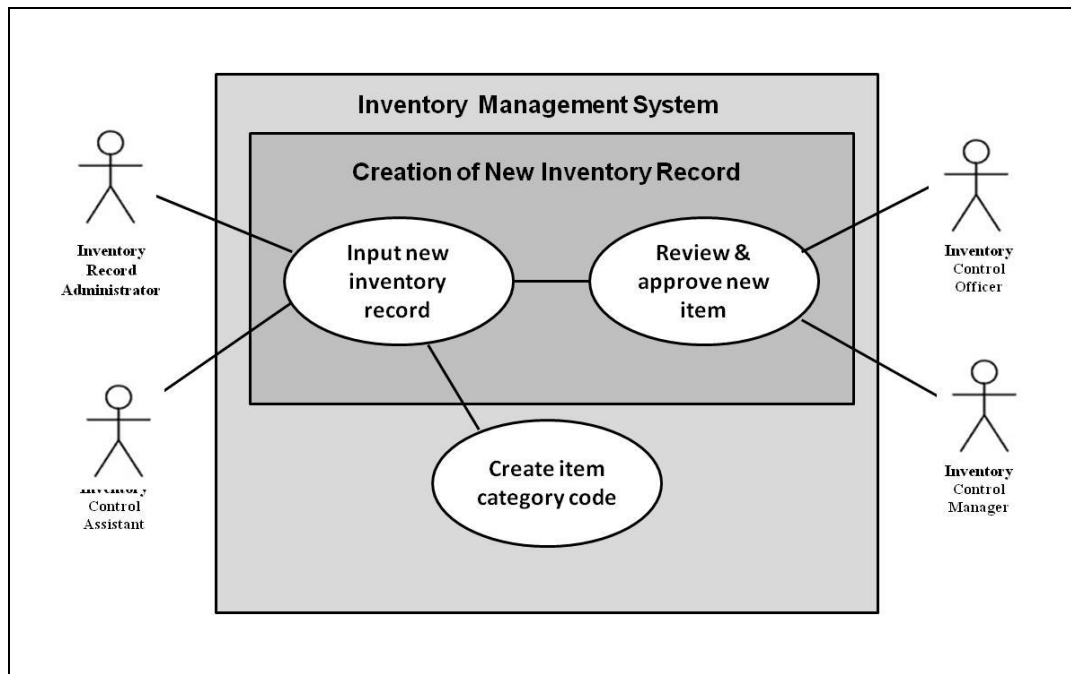 Inventory Management System
Creation of New Inventory Record
Inventory
Record
Administrator
Input new
inventory
record
Review &
approve new
item
Inventory
Control
Officer
Inventory
Control
Assistant
Create item
category code
Inventory
Control
Manager